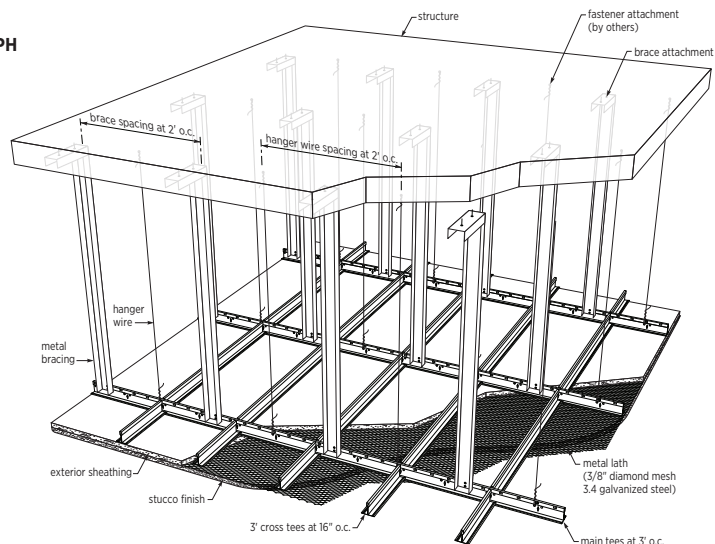 PH
structure
fastener attachment
(by others)
brace attachment
brace spacing at 2' o.c.
hanger wire spacing at 2' o.c.
hanger
wire
metal
bracing
exterior sheathing
stucco finish
metal lath
(3/8" diamond mesh
3.4 galvanized steel)
3' cross tees at 16" o.c.
main tees at 3' o.c.